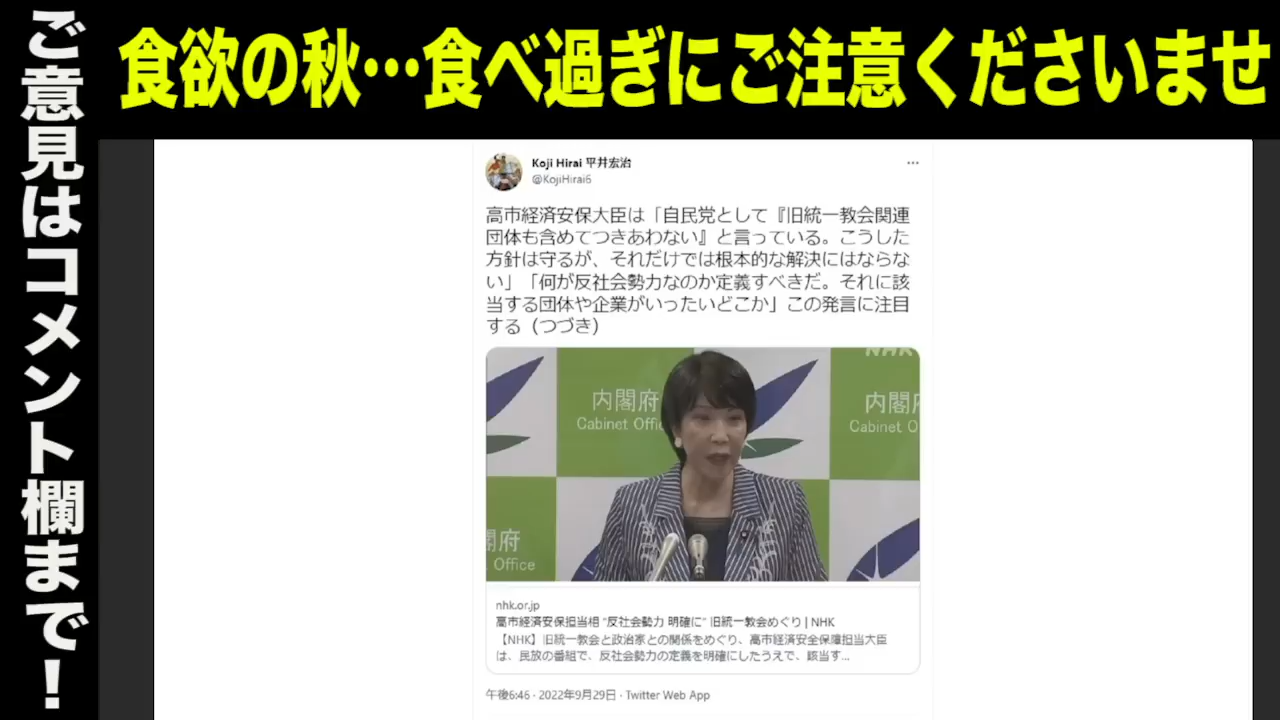 食欲の秋…食べ過ぎにご注意くださいませ
ご意見はコメント欄まで！
Koji Hirai 平井宏治
@KojiHirai6
高市経済安保大臣は「自民党として『旧統一教会関連
団体も含めてつきあわない』と言っている。こうした
方針は守るが、それだけでは根本的な解決にはならな
い」「何が反社会勢力なのか定義すべきだ。それに該
当する団体や企業がいったいどこか」この発言に注目
する（つづき）
NHK
内閣府
Cabinet Offic
内閣府
Cabinet O
閣府
Office
nhk.or.jp
高市経済安保担当相 “反社会勢力 明確に” 旧統一教会めぐり | NHK
【NHK】旧統一教会と政治家との関係をめぐり、高市経済安全保障担当大臣
は、民放の番組で、反社会勢力の定義を明確にしたうえで、該当す...
午後6:46 · 2022年9月29日 · Twitter Web App